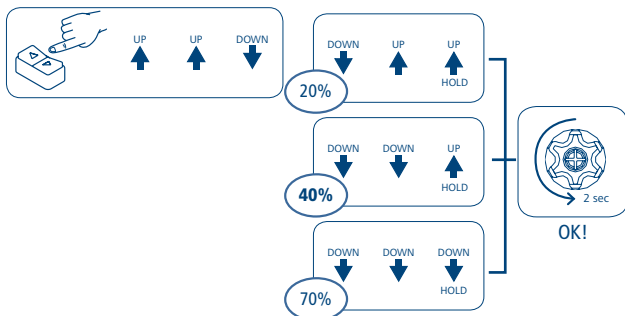 UP UP DOWN
DOWN UP UP
HOLD
20%
DOWN DOWN UP
HOLD
40%
DOWN DOWN DOWN
HOLD
70%
2 sec
OK!